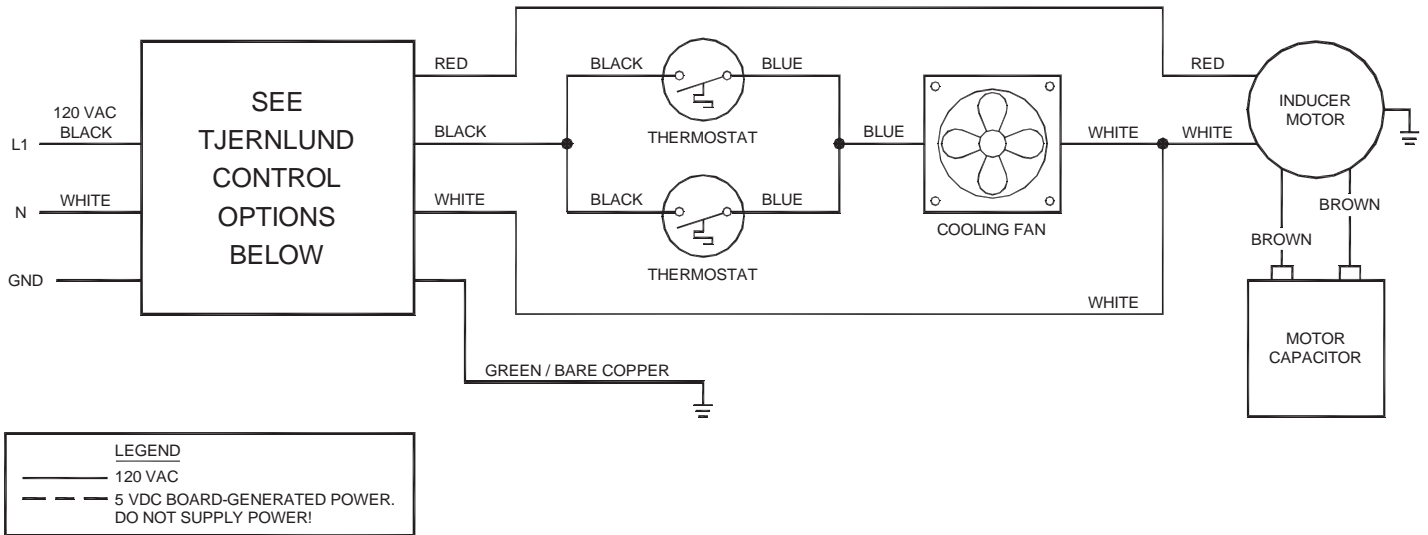 RED
BLACK
BLUE
RED
SEE
TJERNLUND
CONTROL
OPTIONS
BELOW
INDUCER
MOTOR
120 VAC
BLACK
L1
BLACK
THERMOSTAT
BLUE
WHITE
WHITE
WHITE
N
WHITE
BLACK
BLUE
BROWN
COOLING FAN
BROWN
THERMOSTAT
GND
WHITE
MOTOR
CAPACITOR
GREEN / BARE COPPER
LEGEND
120 VAC
5 VDC BOARD-GENERATED POWER.
DO NOT SUPPLY POWER!